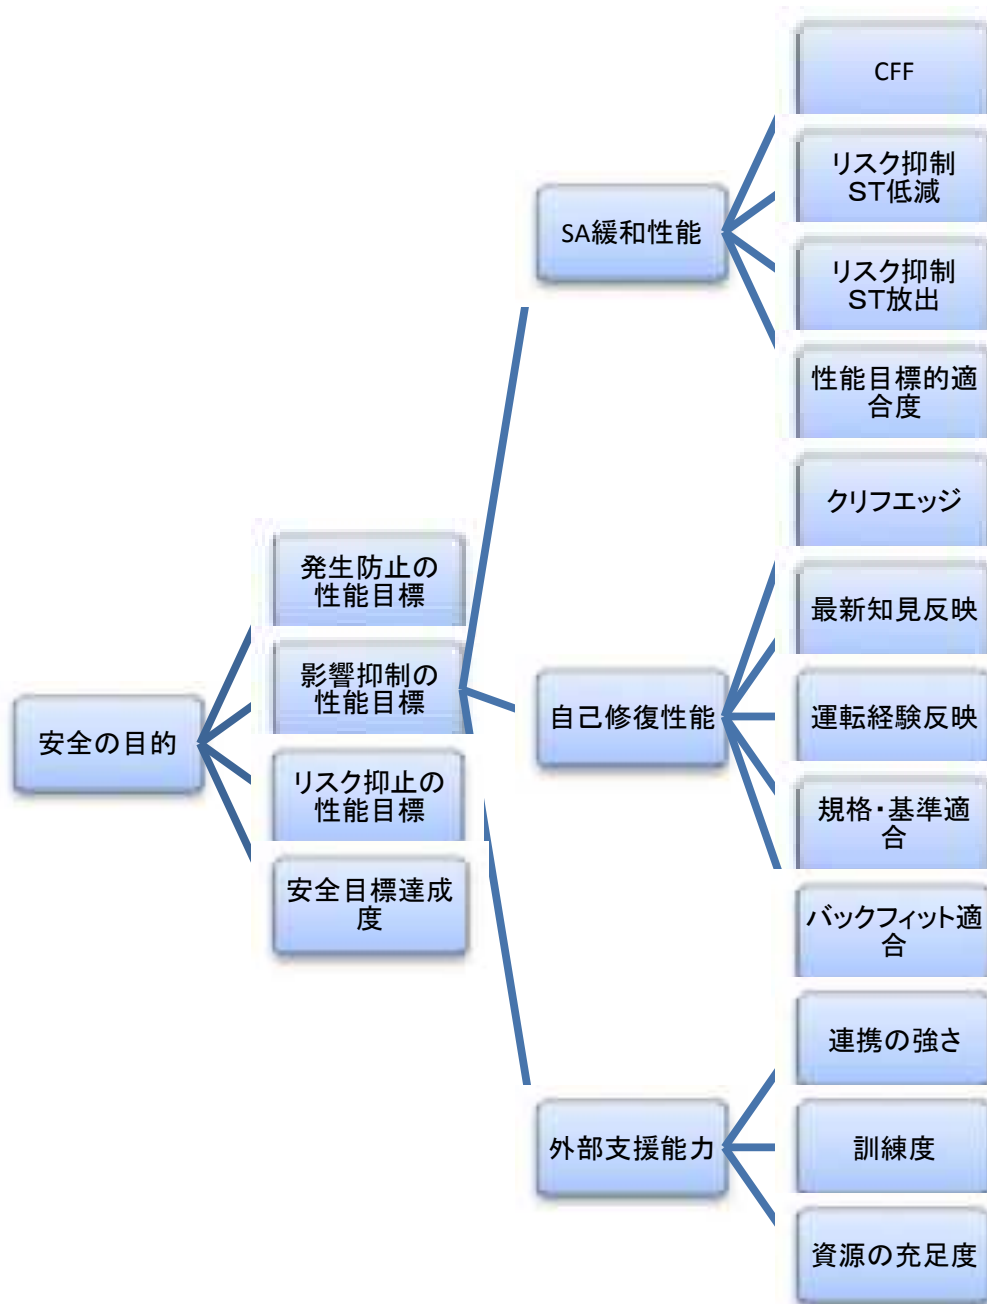 安全の目的
発生防止の
性能目標
影響抑制の
性能目標
リスク抑止の
性能目標
安全目標達成
度
SA緩和性能
自己修復性能
外部支援能力
CFF
リスク抑制
ST低減
リスク抑制
ST放出
性能目標的適
合度
クリフエッジ
最新知見反映
運転経験反映
規格・基準適
合
バックフィット適
合
連携の強さ
訓練度
資源の充足度